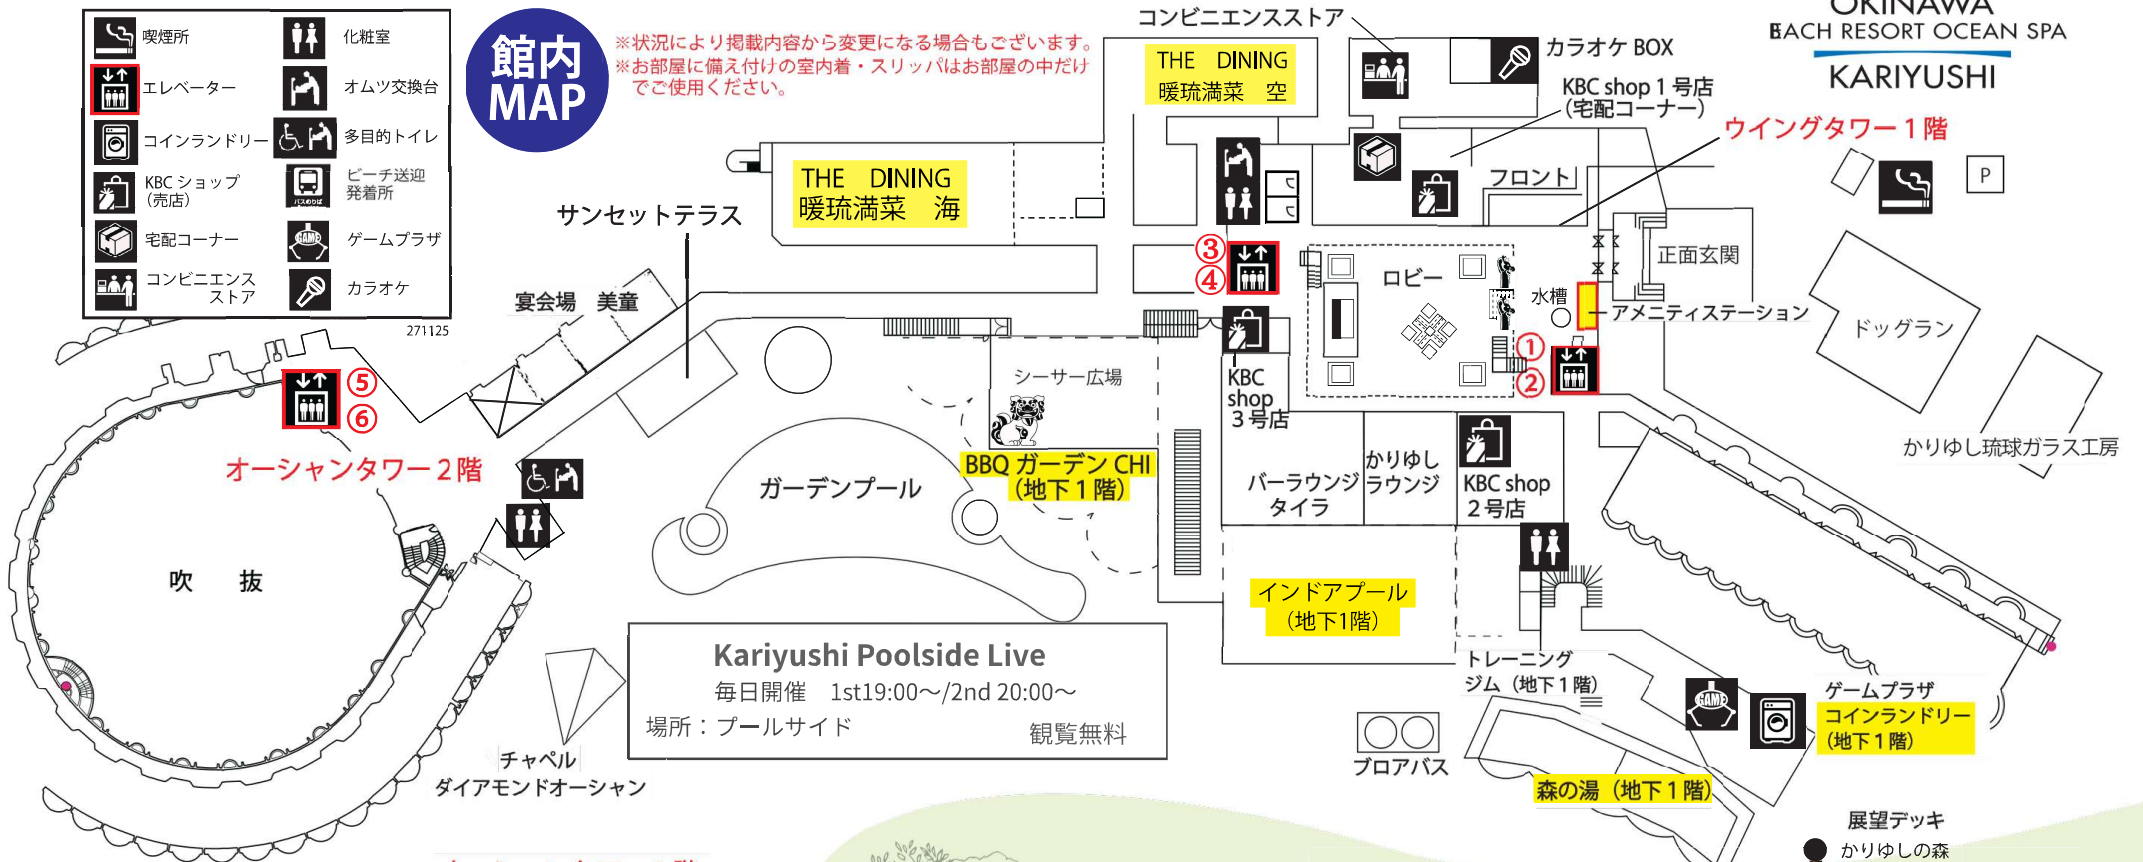 喫煙所
化粧室
エレベーター
オムツ交換台
コインランドリー
多目的トイレ
KBC ショップ
(売店)
ビーチ送迎
発着所
バスのりば
宅配コーナー
GAME
ゲームプラザ
コンビニエンス
ストア
カラオケ
271125
館内
MAP
※状況により掲載内容から変更になる場合もございます。
※お部屋に備え付けの室内着・スリッパはお部屋の中だけ
でご使用ください。
OKINAWA
BEACH RESORT OCEAN SPA
KARIYUSHI
コンビニエンスストア
THE DINING
暖琉満菜 空
カラオケ BOX
KBC shop 1 号店
(宅配コーナー)
ウイングタワー 1 階
P
THE DINING
暖琉満菜 海
フロント
サンセットテラス
③
④
ロビー
正面玄関
水槽
アメニティステーション
ドッグラン
宴会場 美童
①
②
⑤
⑥
シーサー広場
KBC
shop
3 号店
かりゆし琉球ガラス工房
オーシャンタワー 2 階
BBQ ガーデン CHI
(地下 1 階)
ガーデンプール
バーラウンジ
タイラ
かりゆし
ラウンジ
KBC shop
2 号店
吹 抜
インドアプール
(地下1階)
Kariyushi Poolside Live
毎日開催 1st19:00～/2nd 20:00～
場所：プールサイド
観覧無料
トレーニング
ジム (地下 1 階)
GAME
ゲームプラザ
コインランドリー
(地下 1 階)
チャペル
ダイアモンドオーシャン
ブロアバス
森の湯 (地下 1 階)
展望デッキ
かりゆしの森